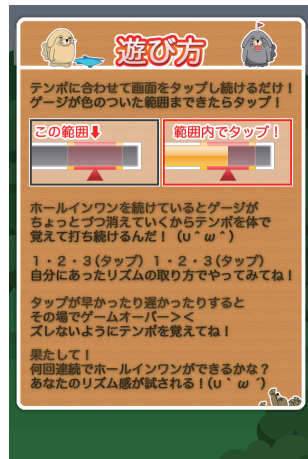 遊び方
テンポに合わせて画面をタップし続けるだけ！
ゲージが色のついた範囲まできたらタップ！
この範囲⬇ 範囲内でタップ！
ホールインワンを続けているとゲージが
ちょっとづつ消えていくからテンポを体で
覚えて打ち続けるんだ！（υ＾ω＾）
１・２・３(タップ) １・２・３(タップ)
自分にあったリズムの取り方でやってみてね！
タップが早かったり遅かったりすると
その場でゲームオーバー＞＜
ズレないようにテンポを覚えてね！
果たして！
何回連続でホールインワンができるかな？
あなたのリズム感が試される！(υ｀ω´)